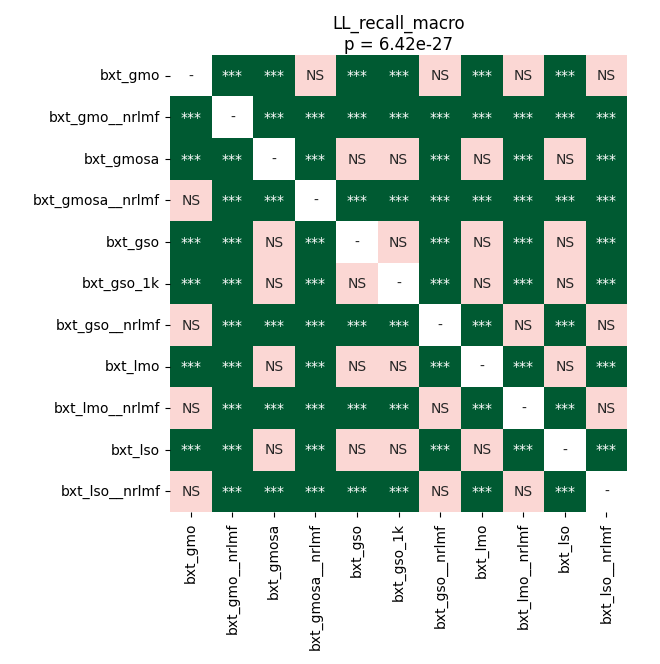 LL_recall_macro
p = 6.42e-27
bxt_gmo - *** *** NS *** *** NS *** NS *** NS
bxt_gmo__nrlmf *** - *** *** *** *** *** *** *** *** ***
bxt_gmosa *** *** - *** NS NS *** NS *** NS ***
bxt_gmosa__nrlmf NS *** *** - *** *** *** *** *** *** ***
bxt_gso *** *** NS *** - NS *** NS *** NS ***
bxt_gso_1k *** *** NS *** NS - *** NS *** NS ***
bxt_gso__nrlmf NS *** *** *** *** *** - *** NS *** NS
bxt_lmo *** *** NS *** NS NS *** - *** NS ***
bxt_lmo__nrlmf NS *** *** *** *** *** NS *** - *** NS
bxt_lso *** *** NS *** NS NS *** NS *** - ***
bxt_lso__nrlmf NS *** *** *** *** *** NS *** NS *** -
bxt_gmo
bxt_gmo__nrlmf
bxt_gmosa
bxt_gmosa__nrlmf
bxt_gso
bxt_gso_1k
bxt_gso__nrlmf
bxt_lmo
bxt_lmo__nrlmf
bxt_lso
bxt_lso__nrlmf